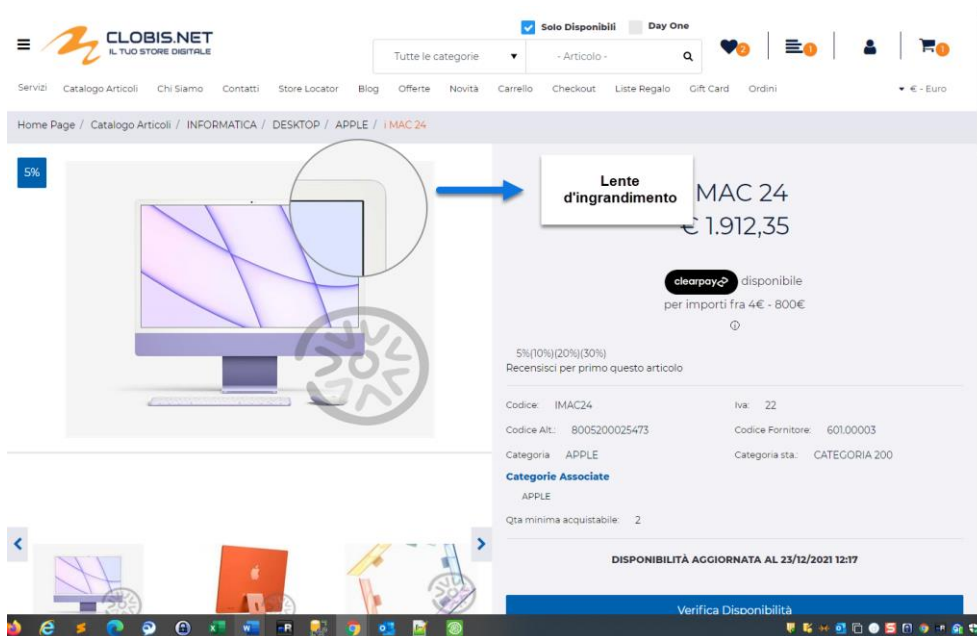 Solo Disponibili Day One
CLOBIS.NET
IL TUO STORE DIGITALE
Tutte le categorie - Articolo -
2 1 1
Servizi Catalogo Articoli Chi Siamo Contatti Store Locator Blog Offerte Novità Carrello Checkout Liste Regalo Gift Card Ordini € - Euro
Home Page / Catalogo Articoli / INFORMATICA / DESKTOP / APPLE / i MAC 24
5%
Lente
d'ingrandimento
MAC 24
€ 1.912,35
clearpay disponibile
per importi fra 4€ - 800€
5%(10%)(20%)(30%)
Recensisci per primo questo articolo
Codice: IMAC24 Iva: 22
Codice Alt.: 8005200025473 Codice Fornitore: 601.00003
Categoria APPLE Categoria sta.: CATEGORIA 200
Categorie Associate
APPLE
Qta minima acquistabile: 2
DISPONIBILITÀ AGGIORNATA AL 23/12/2021 12:17
Verifica Disponibilità